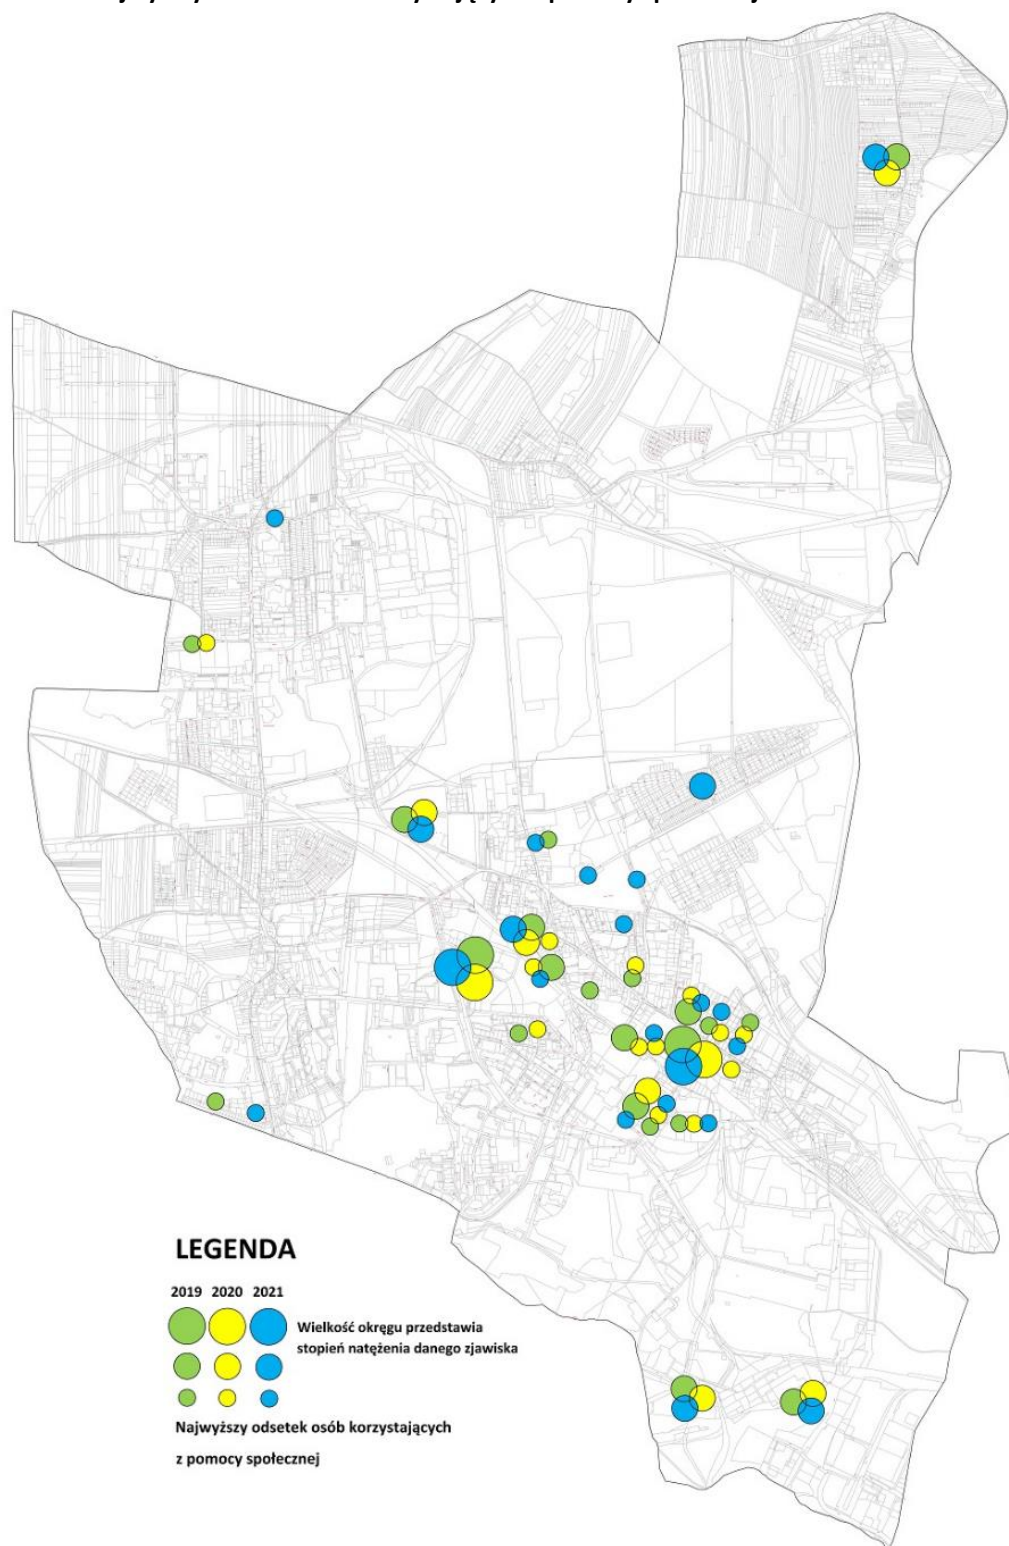 LEGENDA
2019 2020 2021
Wielkość okręgu przedstawia
stopień natężenia danego zjawiska
Najwyższy odsetek osób korzystających
z pomocy społecznej